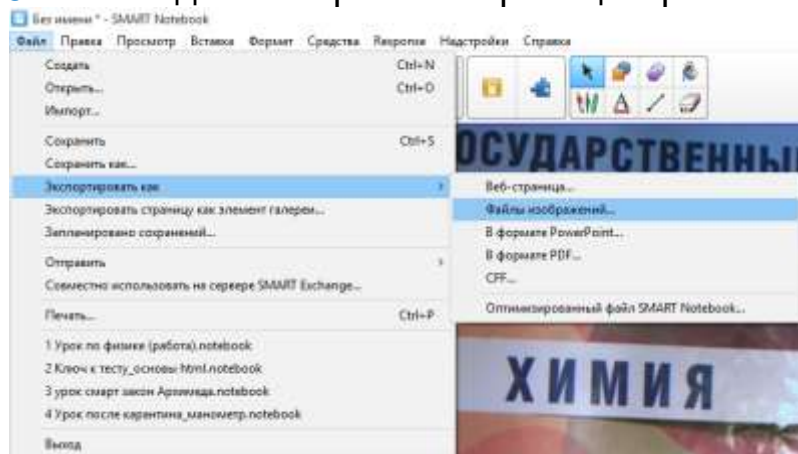 Без имени * - SMART Notebook
Файл Правка Просмотр Вставка Формат Средства Response Надстройки Справка
Создать Ctrl+N
Открыть... Ctrl+O
Импорт...
Сохранить Ctrl+S
Сохранить как...
Экспортировать как
Экспортировать страницу как элемент галереи...
Запланировано сохранений...
Отправить
Совместно использовать на сервере SMART Exchange...
Печать... Ctrl+P
1 Урок по физике (работа).notebook
2 Ключ к тесту_основы html.notebook
3 урок смарт закон Архимеда.notebook
4 Урок после карантина_манометр.notebook
Выход
Веб-страница...
Файлы изображений...
В формате PowerPoint...
В формате PDF...
CFF...
Оптимизированный файл SMART Notebook...
ОСУДАРСТВЕННЫ
ХИМИЯ